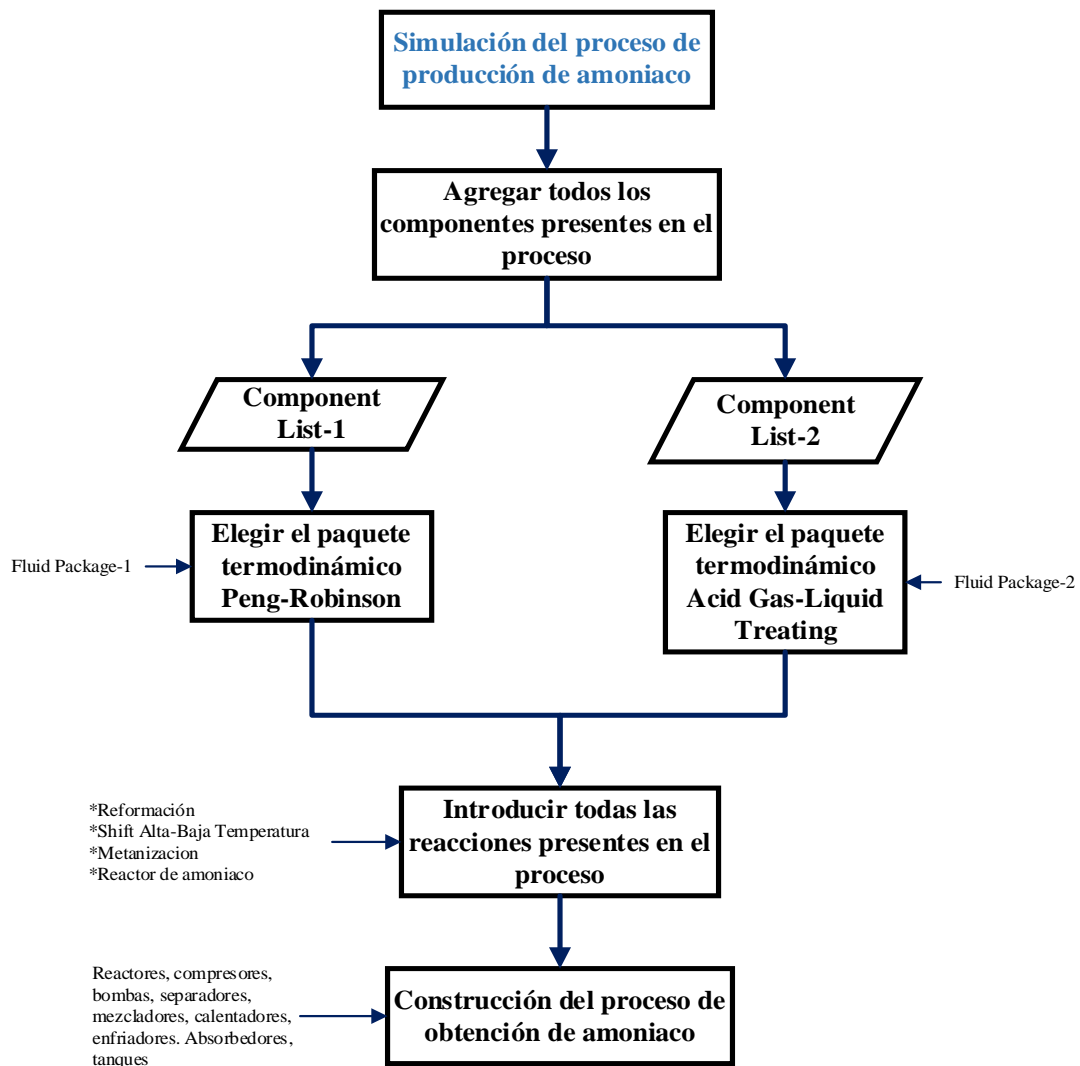 Simulación del proceso de
producción de amoniaco
Agregar todos los
componentes presentes en el
proceso
Component
List-1
Component
List-2
Fluid Package-1
Elegir el paquete
termodinámico
Peng-Robinson
Elegir el paquete
termodinámico
Acid Gas-Liquid
Treating
Fluid Package-2
*Reformación
*Shift Alta-Baja Temperatura
*Metanizacion
*Reactor de amoniaco
Introducir todas las
reacciones presentes en el
proceso
Reactores, compresores,
bombas, separadores,
mezcladores, calentadores,
enfriadores. Absorbedores,
tanques
Construcción del proceso de
obtención de amoniaco